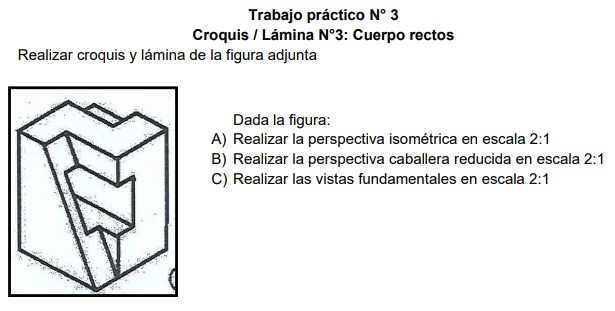 Trabajo práctico N° 3
Croquis / Lámina N°3: Cuerpo rectos
Realizar croquis y lámina de la figura adjunta
Dada la figura:
A) Realizar la perspectiva isométrica en escala 2:1
B) Realizar la perspectiva caballera reducida en escala 2:1
C) Realizar las vistas fundamentales en escala 2:1